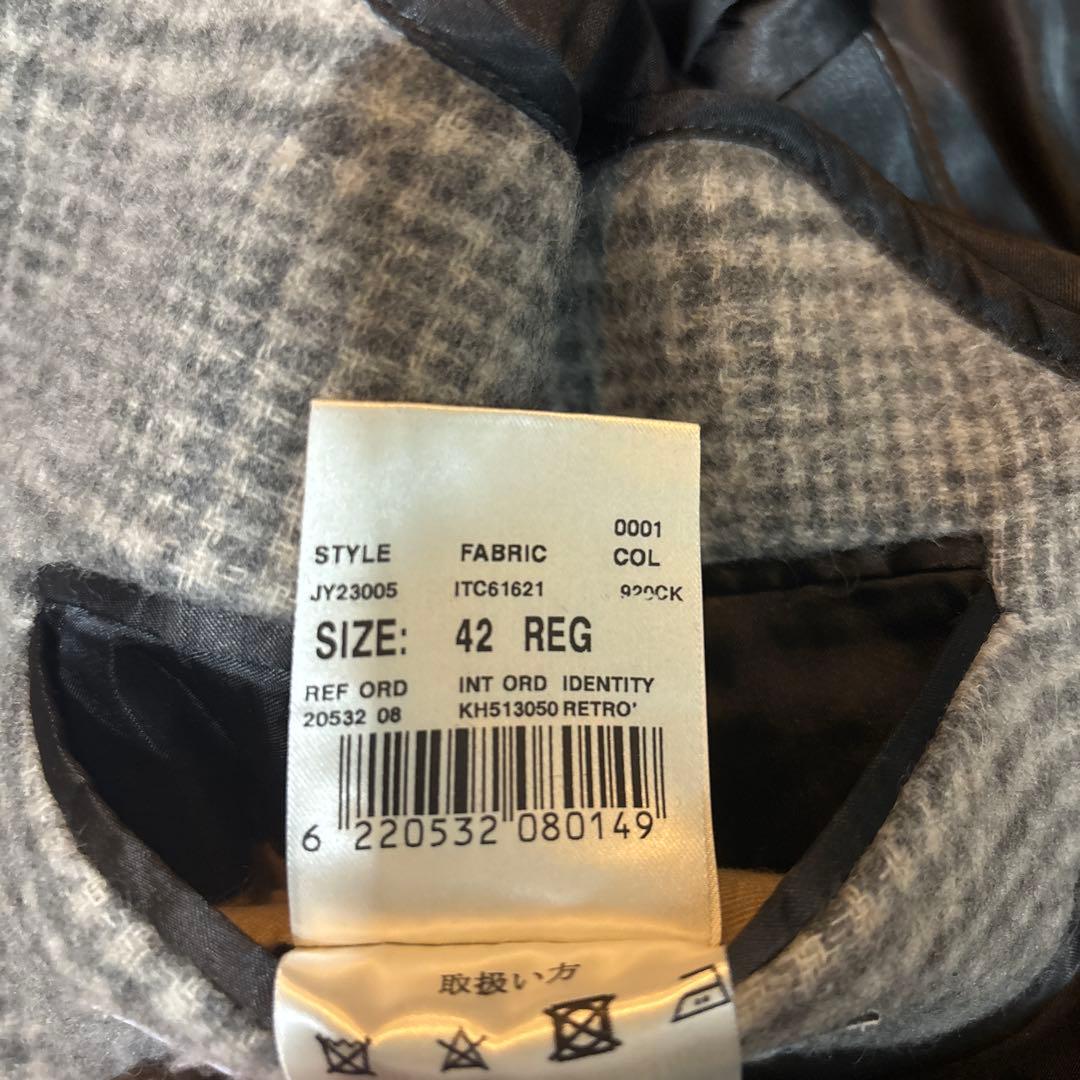 0001
STYLE FABRIC COL
JY23005 ITC61621 920CK
SIZE: 42 REG
REF ORD INT ORD IDENTITY
20532 08 KH513050 RETRO'
6 220532 080149
取扱い方